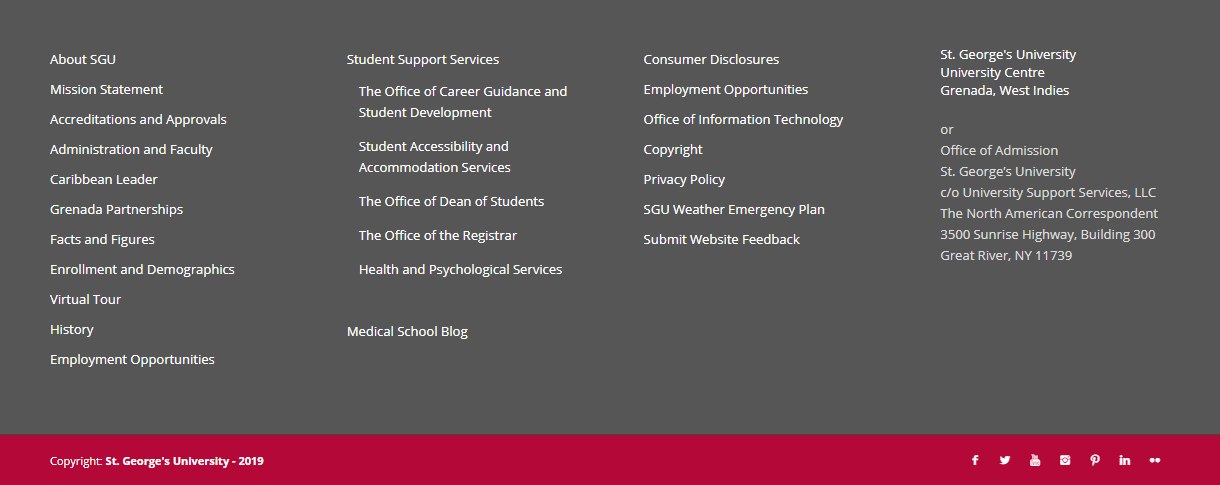 About SGU
Mission Statement
Accreditations and Approvals
Administration and Faculty
Caribbean Leader
Grenada Partnerships
Facts and Figures
Enrollment and Demographics
Virtual Tour
History
Employment Opportunities
Student Support Services
The Office of Career Guidance and
Student Development
Student Accessibility and
Accommodation Services
The Office of Dean of Students
The Office of the Registrar
Health and Psychological Services
Medical School Blog
Consumer Disclosures
Employment Opportunities
Office of Information Technology
Copyright
Privacy Policy
SGU Weather Emergency Plan
Submit Website Feedback
St. George's University
University Centre
Grenada, West Indies
or
Office of Admission
St. George’s University
c/o University Support Services, LLC
The North American Correspondent
3500 Sunrise Highway, Building 300
Great River, NY 11739
Copyright: St. George's University - 2019